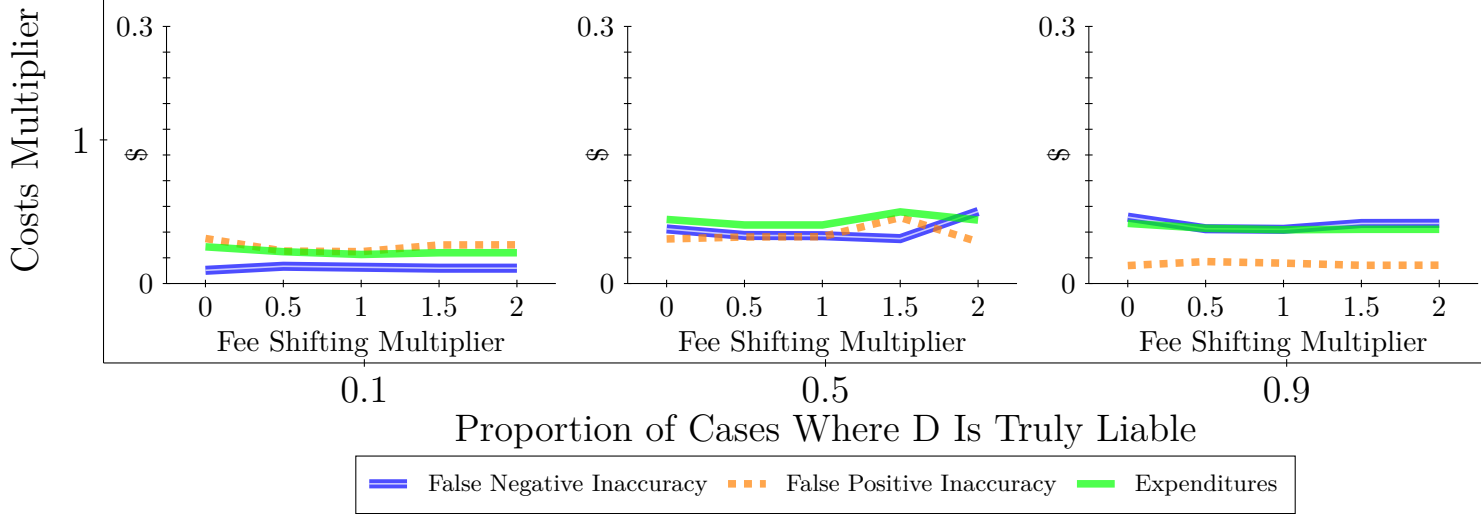 Costs Multiplier
1
0.3
0
$
0 0.5 1 1.5 2
Fee Shifting Multiplier
0.3
0
$
0 0.5 1 1.5 2
Fee Shifting Multiplier
0.3
0
$
0 0.5 1 1.5 2
Fee Shifting Multiplier
0.1 0.5 0.9
Proportion of Cases Where D Is Truly Liable
False Negative Inaccuracy False Positive Inaccuracy Expenditures